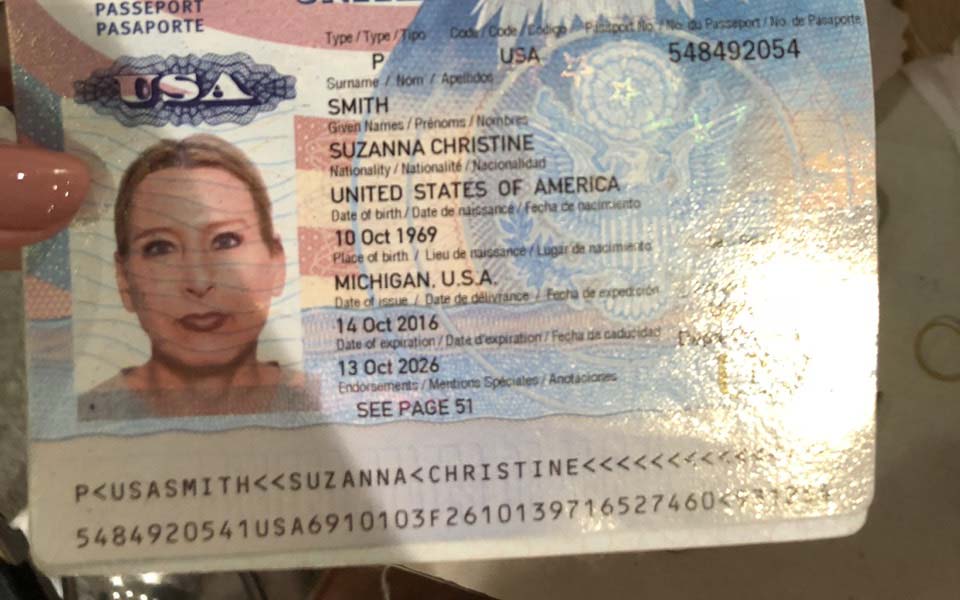 PASSEPORT
PASAPORTE
USA
Type / Type / Tipo Code / Code / Código Passport No. / No. du Passeport / No. de Pasaporte
P USA 548492054
Surname / Nom / Apellidos
SMITH
Given Names / Prénoms / Nombres
SUZANNA CHRISTINE
Nationality / Nationalité / Nacionalidad
UNITED STATES OF AMERICA
Date of birth / Date de naissance / Fecha de nacimiento
10 Oct 1969
Place of birth / Lieu de naissance / Lugar de nacimiento
MICHIGAN, U.S.A.
Date of issue / Date de délivrance / Fecha de expedición
14 Oct 2016
Date of expiration / Date d'expiration / Fecha de caducidad
13 Oct 2026
Endorsements / Mentions Spéciales / Anotaciones
SEE PAGE 51
P<USASMITH<<SUZANNA<CHRISTINE<<<<<<<<<<<
5484920541USA6910103F2610139716527460<